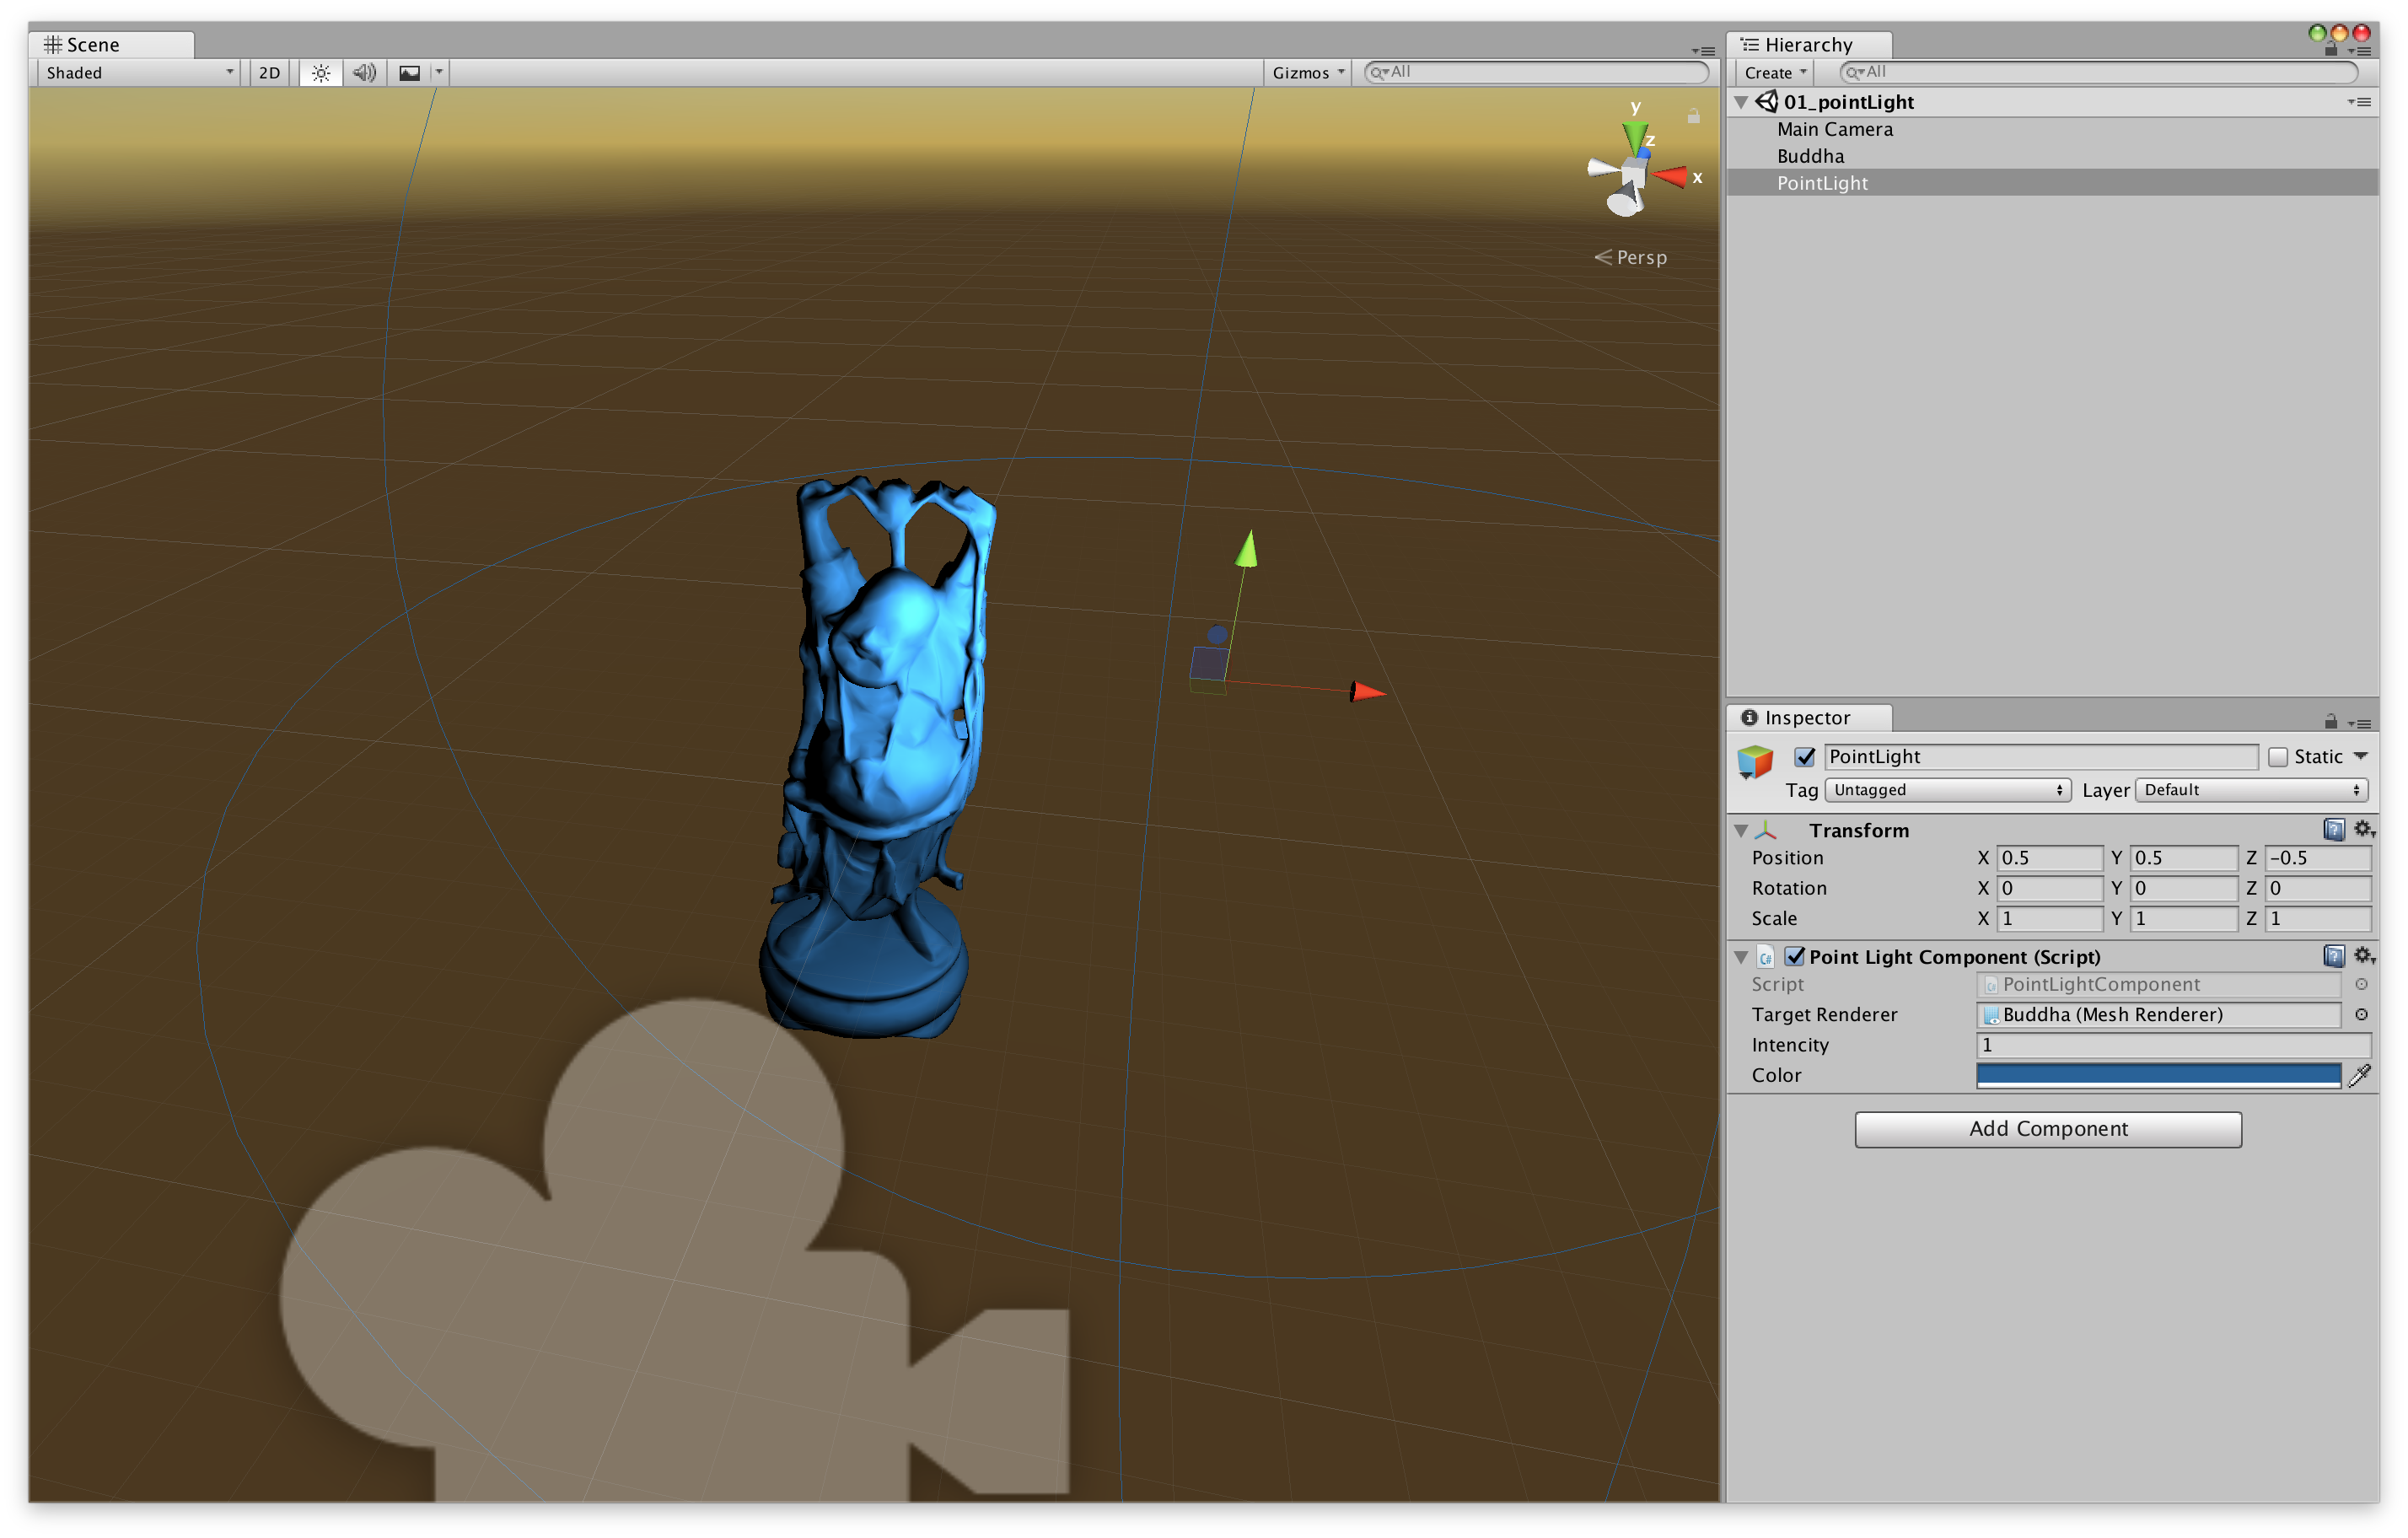 Scene
Shaded 2D Gizmos All
y
z
x
Persp
Hierarchy
Create All
01_pointLight
Main Camera
Buddha
PointLight
Inspector
PointLight Static
Tag Untagged Layer Default
Transform
Position X 0.5 Y 0.5 Z -0.5
Rotation X 0 Y 0 Z 0
Scale X 1 Y 1 Z 1
C# Point Light Component (Script)
Script PointLightComponent
Target Renderer Buddha (Mesh Renderer)
Intencity 1
Color
Add Component